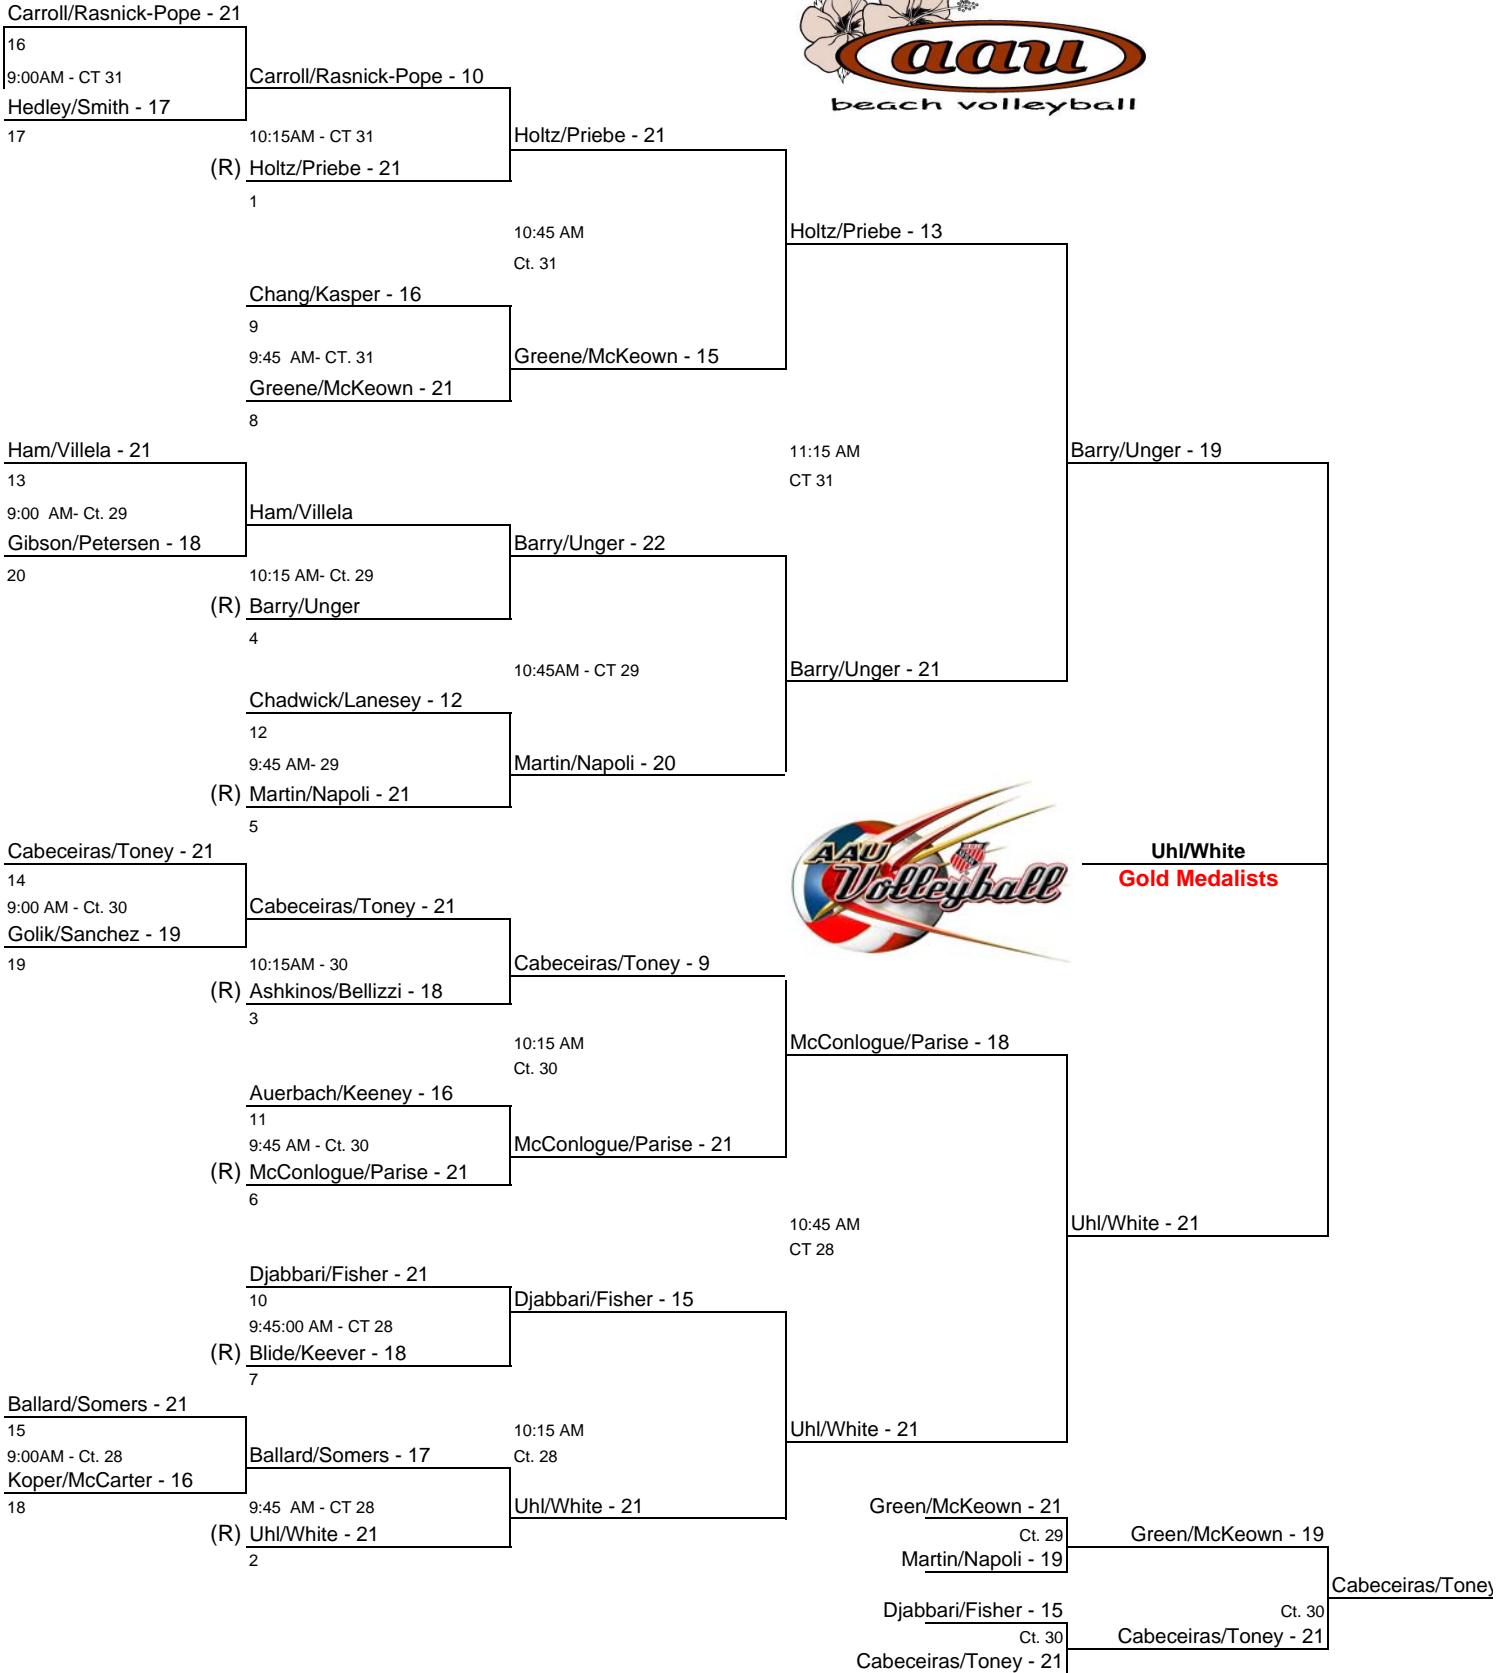 Carroll/Rasnick-Pope - 21
16
9:00AM - CT 31
Hedley/Smith - 17
17
Carroll/Rasnick-Pope - 10
10:15AM - CT 31
(R) Holtz/Priebe - 21
1
Holtz/Priebe - 21
10:45 AM
Ct. 31
Chang/Kasper - 16
9
9:45 AM- CT. 31
Greene/McKeown - 21
8
Greene/McKeown - 15
Holtz/Priebe - 13
aau
beach volleyball
Ham/Villela - 21
13
9:00 AM- Ct. 29
Gibson/Petersen - 18
20
Ham/Villela
10:15 AM- Ct. 29
(R) Barry/Unger
4
Barry/Unger - 22
10:45AM - CT 29
Chadwick/Lanesey - 12
12
9:45 AM- 29
(R) Martin/Napoli - 21
5
Martin/Napoli - 20
Barry/Unger - 21
11:15 AM
CT 31
Barry/Unger - 19
AAU
Volleyball
Uhl/White
Gold Medalists
Cabeceiras/Toney - 21
14
9:00 AM - Ct. 30
Golik/Sanchez - 19
19
Cabeceiras/Toney - 21
10:15AM - 30
(R) Ashkinos/Bellizzi - 18
3
Cabeceiras/Toney - 9
10:15 AM
Ct. 30
Auerbach/Keeney - 16
11
9:45 AM - Ct. 30
(R) McConlogue/Parise - 21
6
McConlogue/Parise - 21
McConlogue/Parise - 18
10:45 AM
CT 28
Uhl/White - 21
Djabbari/Fisher - 21
10
9:45:00 AM - CT 28
(R) Blide/Keever - 18
7
Djabbari/Fisher - 15
Ballard/Somers - 21
15
9:00AM - Ct. 28
Koper/McCarter - 16
18
Ballard/Somers - 17
9:45 AM - CT 28
(R) Uhl/White - 21
2
10:15 AM
Ct. 28
Uhl/White - 21
Uhl/White - 21
Green/McKeown - 21
Ct. 29
Martin/Napoli - 19
Green/McKeown - 19
Djabbari/Fisher - 15
Ct. 30
Cabeceiras/Toney - 21
Ct. 30
Cabeceiras/Toney - 21
Cabeceiras/Toney